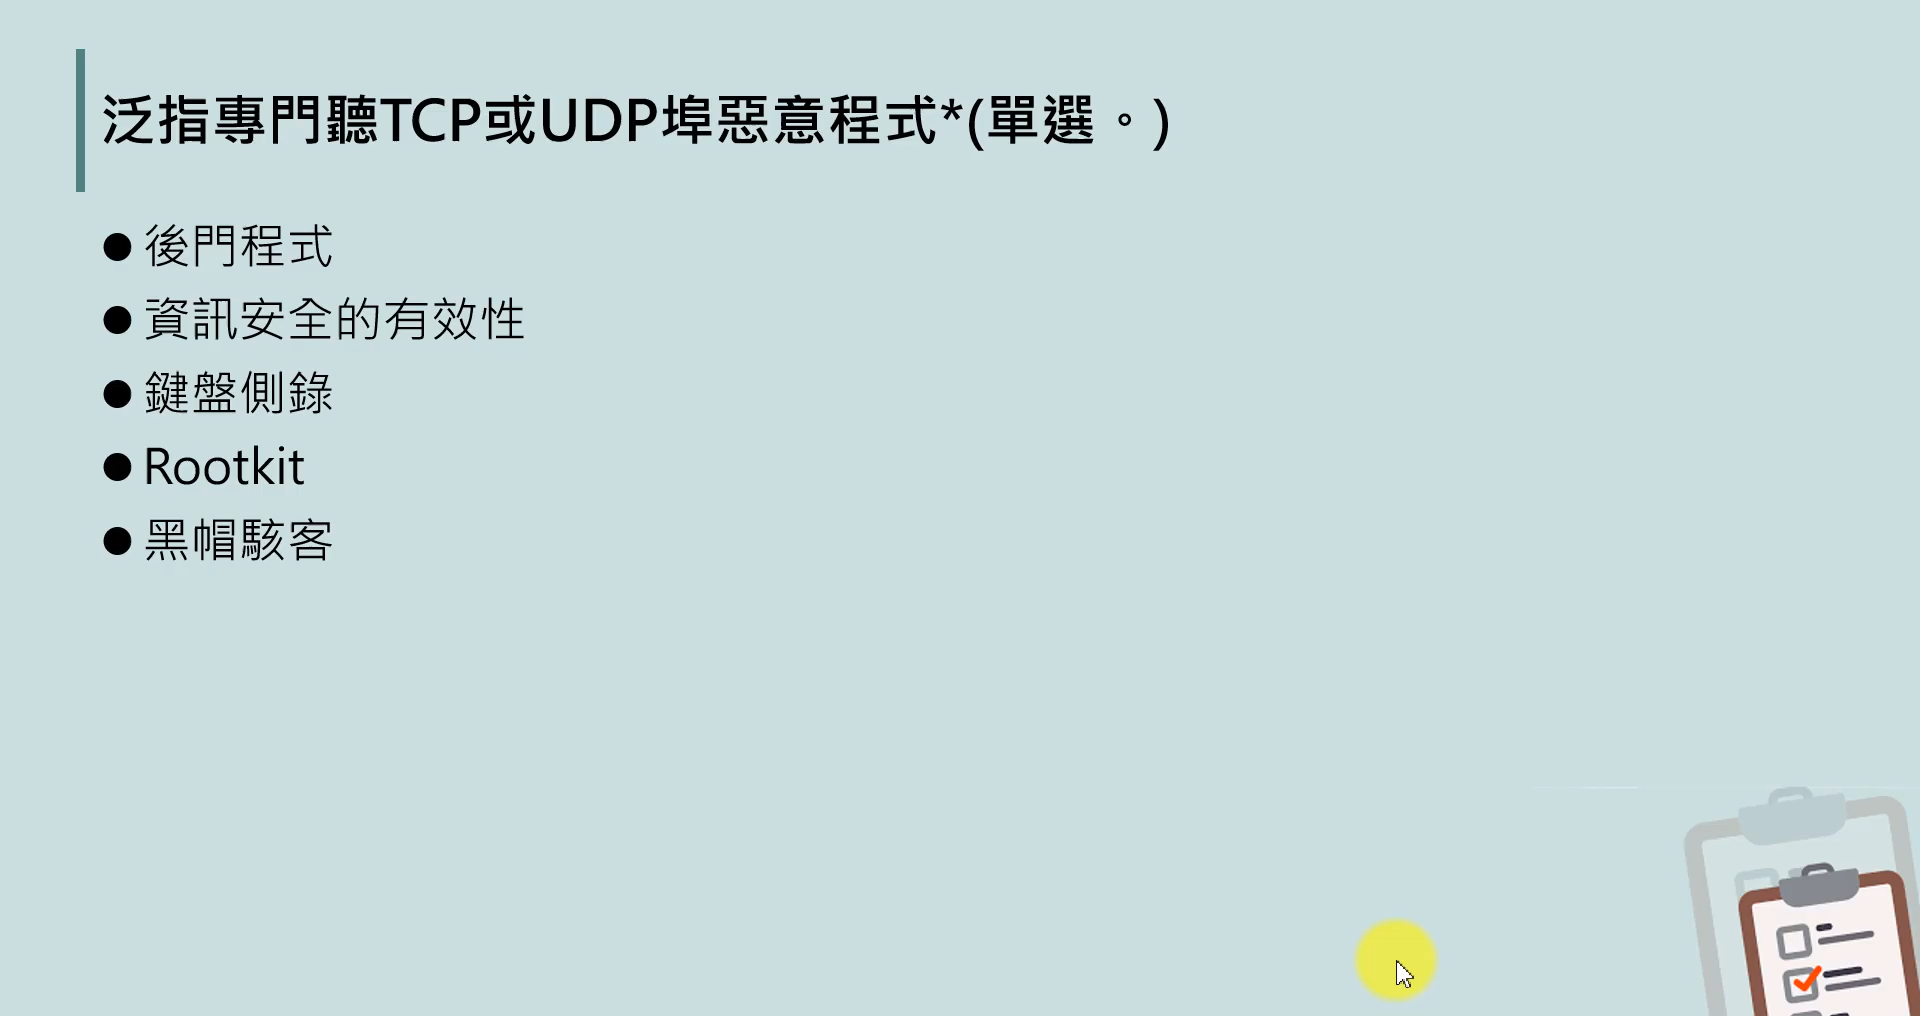 泛指專門聽TCP或UDP埠惡意程式*(單選。)
●後門程式
●資訊安全的有效性
●鍵盤側錄
●Rootkit
●黑帽駭客